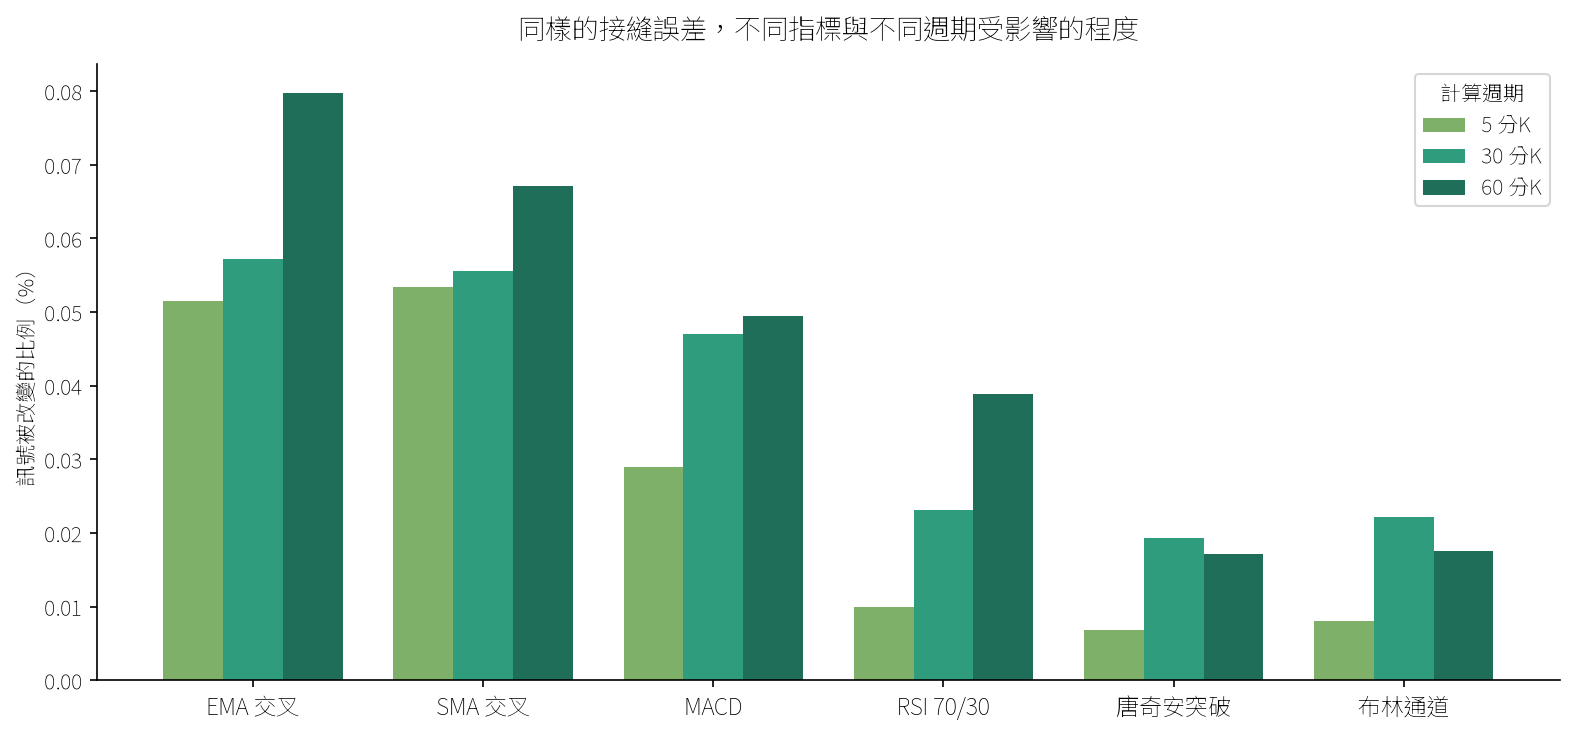 同樣的接縫誤差，不同指標與不同週期受影響的程度
計算週期
5 分K
30 分K
60 分K
訊號被改變的比例（%）
0.08
0.07
0.06
0.05
0.04
0.03
0.02
0.01
0.00
EMA 交叉
SMA 交叉
MACD
RSI 70/30
唐奇安突破
布林通道